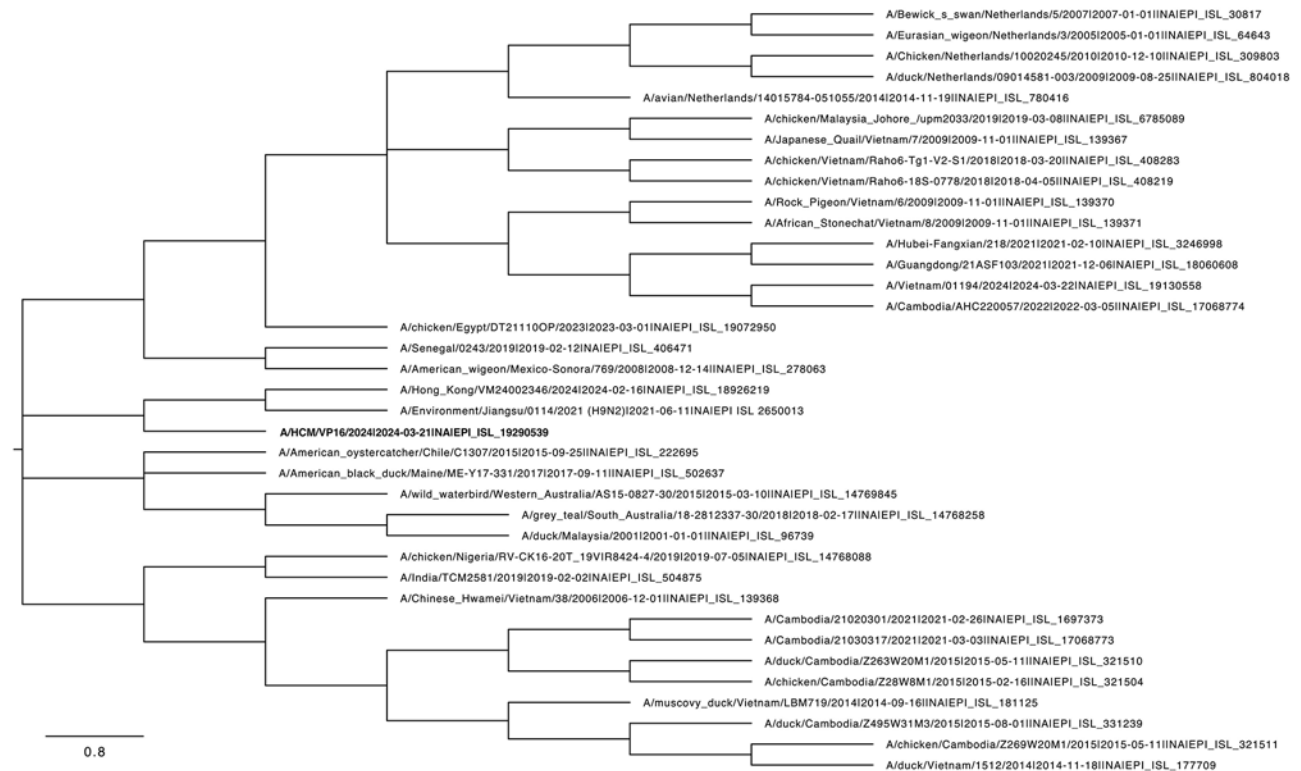 A/Bewick_s_swan/Netherlands/5/2007|2007-01-01||NA|EPI_ISL_30817
A/Eurasian_wigeon/Netherlands/3/2005|2005-01-01||NA|EPI_ISL_64643
A/Chicken/Netherlands/10020245/2010|2010-12-10||NA|EPI_ISL_309803
A/duck/Netherlands/09014581-003/2009|2009-08-25||NA|EPI_ISL_804018
A/avian/Netherlands/14015784-051055/2014|2014-11-19||NA|EPI_ISL_780416
A/chicken/Malaysia_Johore_/upm2033/2019|2019-03-08||NA|EPI_ISL_6785089
A/Japanese_Quail/Vietnam/7/2009|2009-11-01||NA|EPI_ISL_139367
A/chicken/Vietnam/Raho6-Tg1-V2-S1/2018|2018-03-20||NA|EPI_ISL_408283
A/chicken/Vietnam/Raho6-18S-0778/2018|2018-04-05||NA|EPI_ISL_408219
A/Rock_Pigeon/Vietnam/6/2009|2009-11-01||NA|EPI_ISL_139370
A/African_Stonechat/Vietnam/8/2009|2009-11-01||NA|EPI_ISL_139371
A/Hubei-Fangxian/218/2021|2021-02-10|NA|EPI_ISL_3246998
A/Guangdong/21ASF103/2021|2021-12-06|NA|EPI_ISL_18060608
A/Vietnam/01194/2024|2024-03-22|NA|EPI_ISL_19130558
A/Cambodia/AHC220057/2022|2022-03-05||NA|EPI_ISL_17068774
A/chicken/Egypt/DT21110OP/2023|2023-03-01|NA|EPI_ISL_19072950
A/Senegal/0243/2019|2019-02-12|NA|EPI_ISL_406471
A/American_wigeon/Mexico-Sonora/769/2008|2008-12-14||NA|EPI_ISL_278063
A/Hong_Kong/VM24002346/2024|2024-02-16|NA|EPI_ISL_18926219
A/Environment/Jiangsu/0114/2021 (H9N2)|2021-06-11|NA|EPI ISL 2650013
A/HCM/VP16/2024|2024-03-21||NA|EPI_ISL_19290539
A/American_oystercatcher/Chile/C1307/2015|2015-09-25||NA|EPI_ISL_222695
A/American_black_duck/Maine/ME-Y17-331/2017|2017-09-11||NA|EPI_ISL_502637
A/wild_waterbird/Western_Australia/AS15-0827-30/2015|2015-03-10||NA|EPI_ISL_14769845
A/grey_teal/South_Australia/18-2812337-30/2018|2018-02-17||NA|EPI_ISL_14768258
A/duck/Malaysia/2001|2001-01-01||NA|EPI_ISL_96739
A/chicken/Nigeria/RV-CK16-20T_19VIR8424-4/2019|2019-07-05|NA|EPI_ISL_14768088
A/India/TCM2581/2019|2019-02-02|NA|EPI_ISL_504875
A/Chinese_Hwamei/Vietnam/38/2006|2006-12-01||NA|EPI_ISL_139368
A/Cambodia/21020301/2021|2021-02-26|NA|EPI_ISL_1697373
A/Cambodia/21030317/2021|2021-03-03||NA|EPI_ISL_17068773
A/duck/Cambodia/Z263W20M1/2015|2015-05-11||NA|EPI_ISL_321510
A/chicken/Cambodia/Z28W8M1/2015|2015-02-16||NA|EPI_ISL_321504
A/muscovy_duck/Vietnam/LBM719/2014|2014-09-16||NA|EPI_ISL_181125
A/duck/Cambodia/Z495W31M3/2015|2015-08-01||NA|EPI_ISL_331239
A/chicken/Cambodia/Z269W20M1/2015|2015-05-11||NA|EPI_ISL_321511
A/duck/Vietnam/1512/2014|2014-11-18||NA|EPI_ISL_177709
0.8